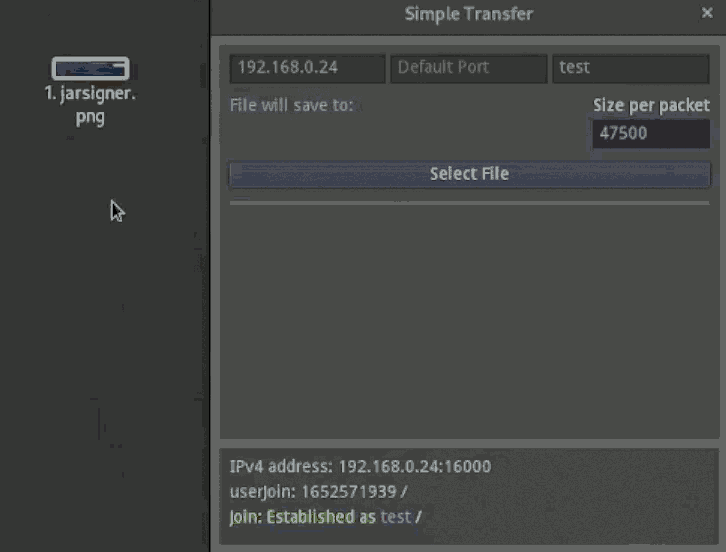 Simple Transfer
×
1. jarsigner.
png
192.168.0.24
Default Port
test
File will save to:
Size per packet
47500
Select File
IPv4 address: 192.168.0.24:16000
userJoin: 1652571939 /
Join: Established as test /